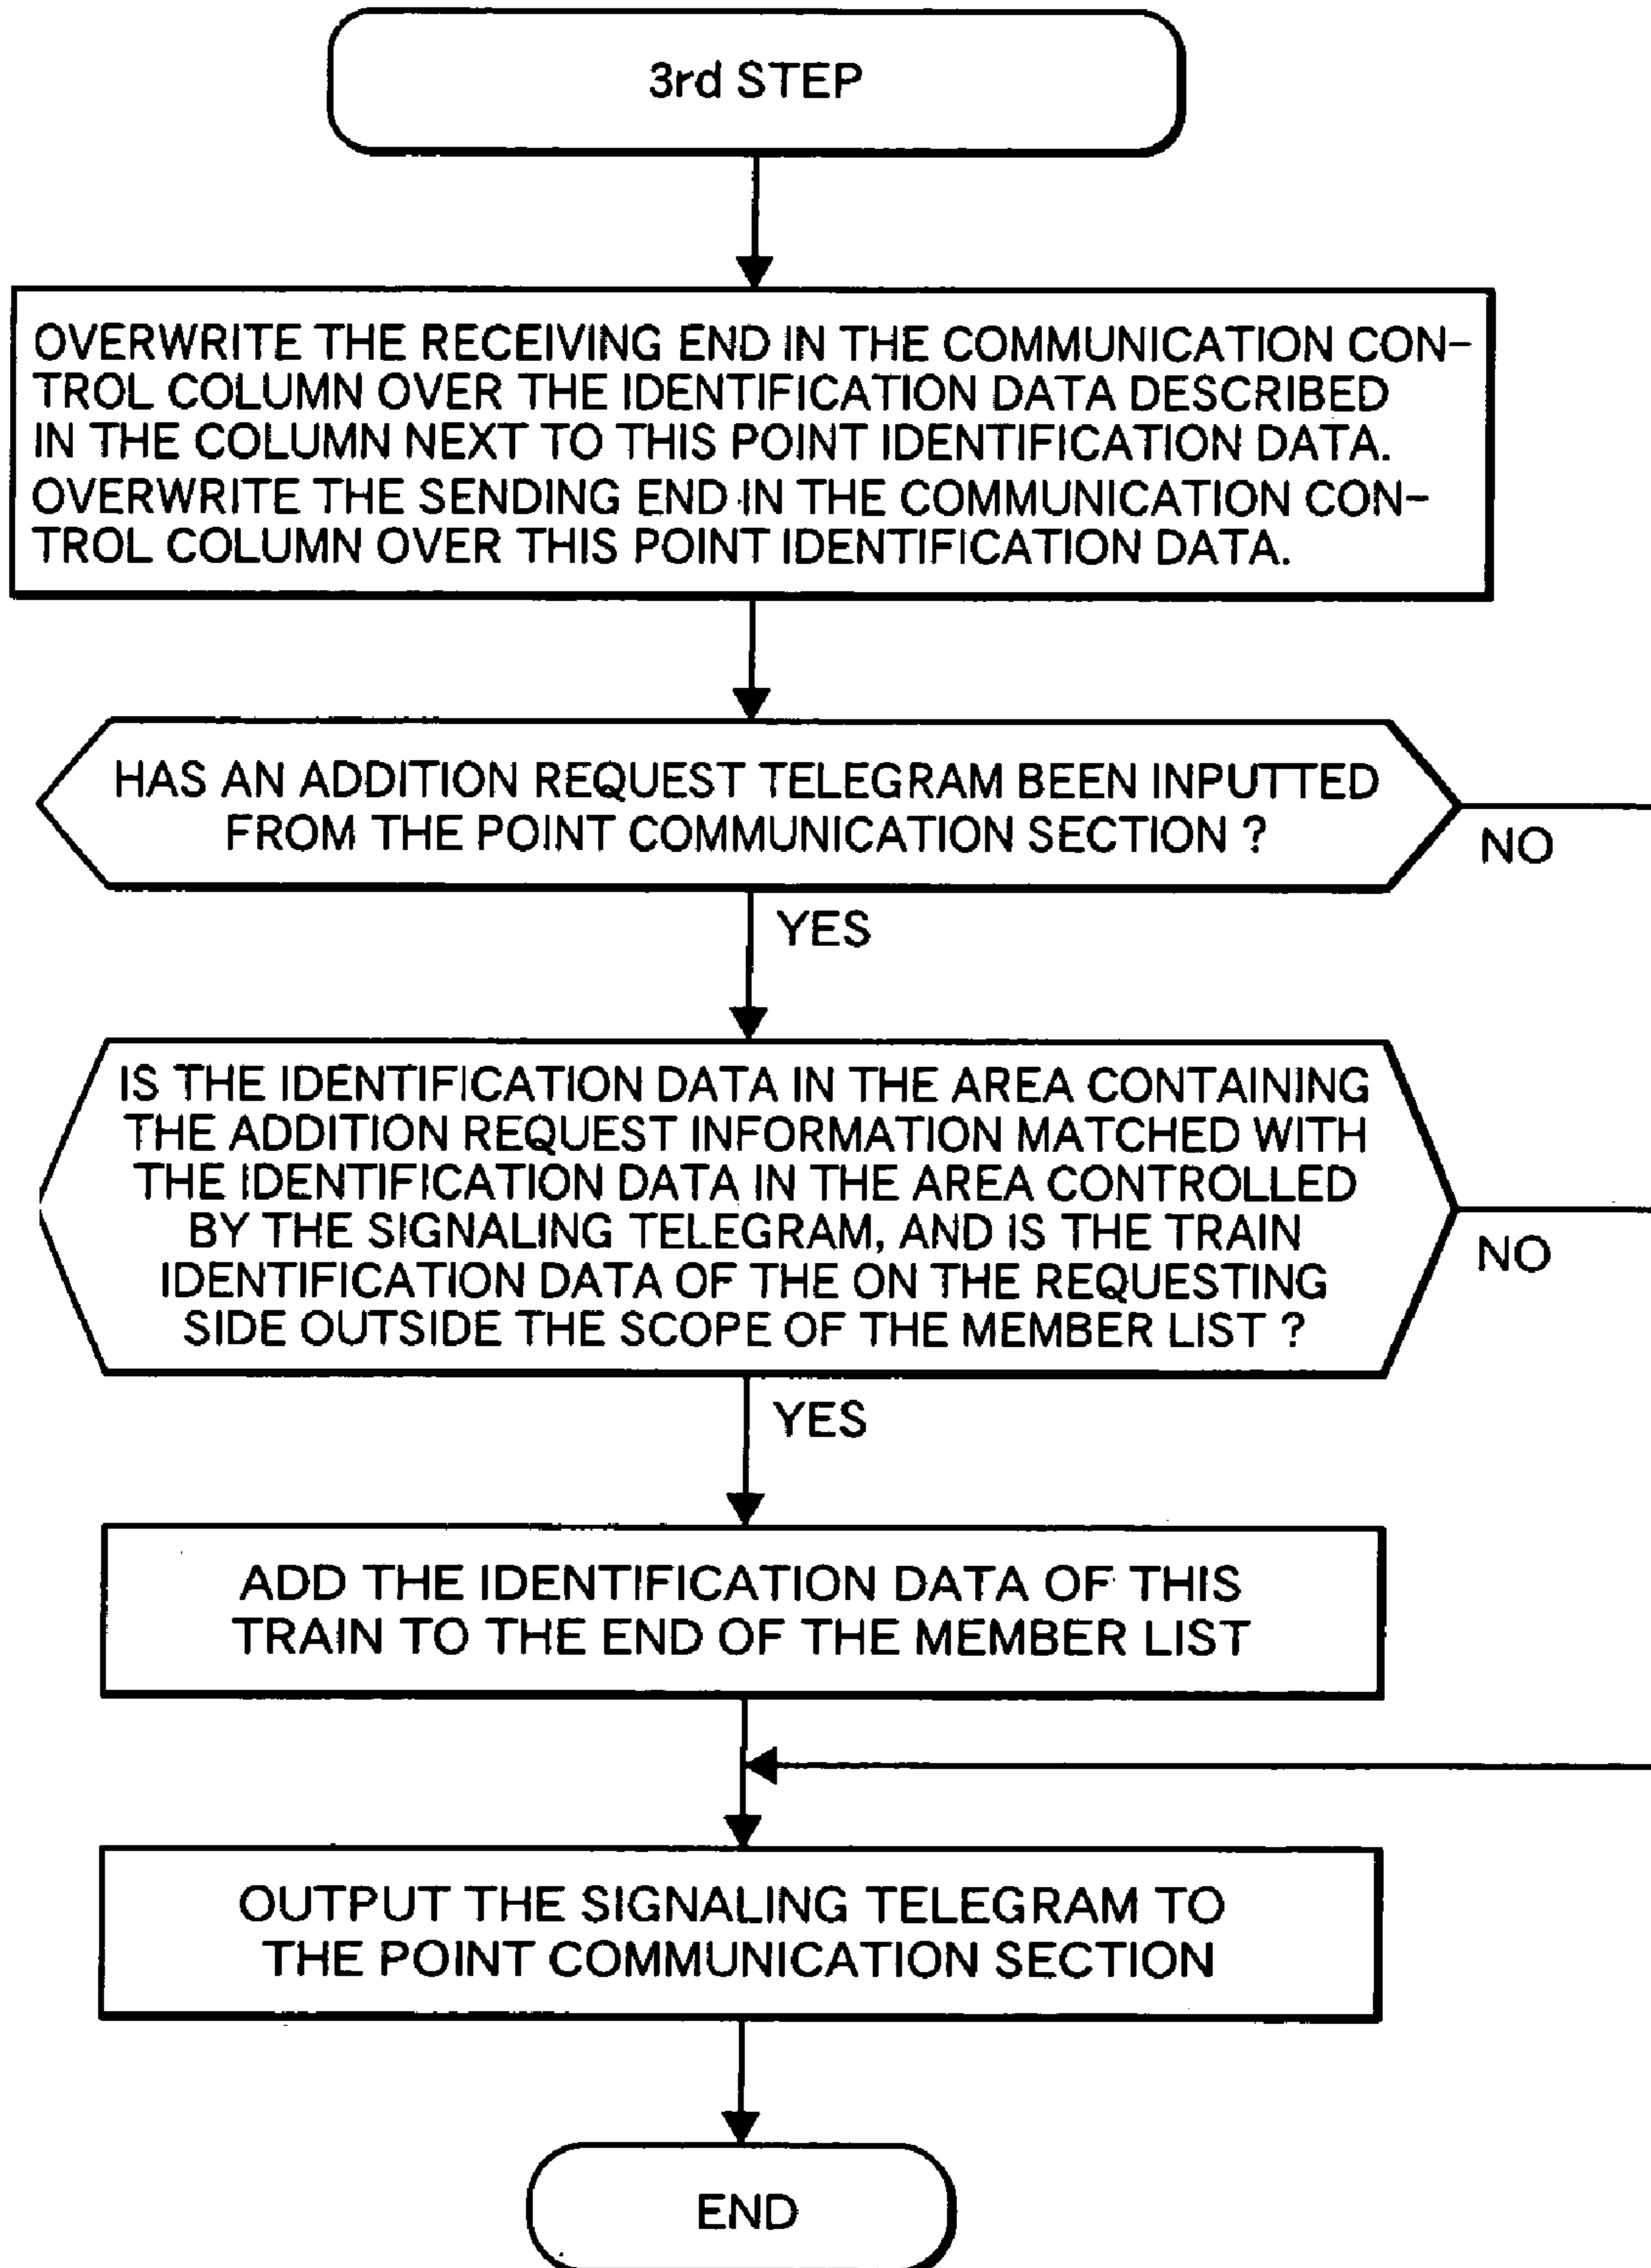 3rd STEP
OVERWRITE THE RECEIVING END IN THE COMMUNICATION CON-
TROL COLUMN OVER THE IDENTIFICATION DATA DESCRIBED
IN THE COLUMN NEXT TO THIS POINT IDENTIFICATION DATA.
OVERWRITE THE SENDING END IN THE COMMUNICATION CON-
TROL COLUMN OVER THIS POINT IDENTIFICATION DATA.
HAS AN ADDITION REQUEST TELEGRAM BEEN INPUTTED
FROM THE POINT COMMUNICATION SECTION ?
NO
YES
IS THE IDENTIFICATION DATA IN THE AREA CONTAINING
THE ADDITION REQUEST INFORMATION MATCHED WITH
THE IDENTIFICATION DATA IN THE AREA CONTROLLED
BY THE SIGNALING TELEGRAM, AND IS THE TRAIN
IDENTIFICATION DATA OF THE ON THE REQUESTING
SIDE OUTSIDE THE SCOPE OF THE MEMBER LIST ?
NO
YES
ADD THE IDENTIFICATION DATA OF THIS
TRAIN TO THE END OF THE MEMBER LIST
OUTPUT THE SIGNALING TELEGRAM TO
THE POINT COMMUNICATION SECTION
END